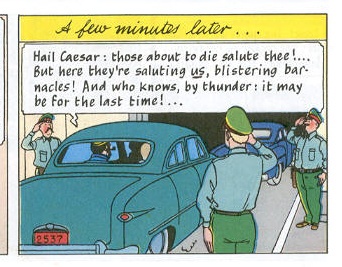 A few minutes later...
Hail Caesar: those about to die salute thee!...
But here they're saluting us, blistering bar-
nacles! And who knows, by thunder: it may
be for the last time!...
2537